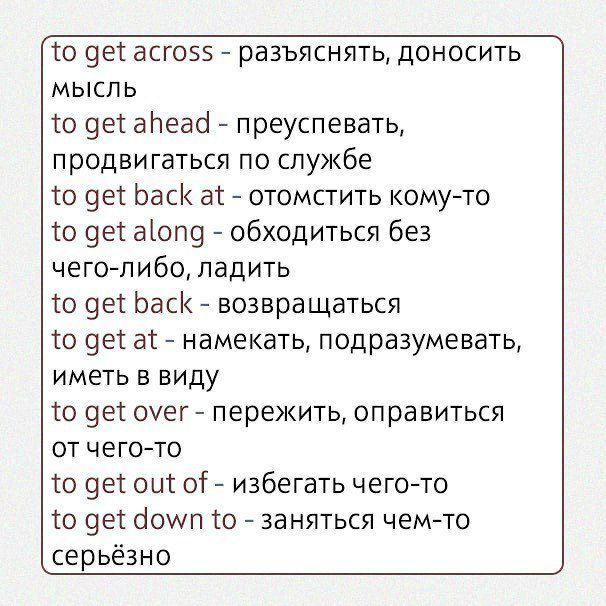 to get across - разъяснять, доносить
мысль
to get ahead - преуспевать,
продвигаться по службе
to get back at - отомстить кому-то
to get along - обходиться без
чего-либо, ладить
to get back - возвращаться
to get at - намекать, подразумевать,
иметь в виду
to get over - пережить, оправиться
от чего-то
to get out of - избегать чего-то
to get down to - заняться чем-то
серьёзно